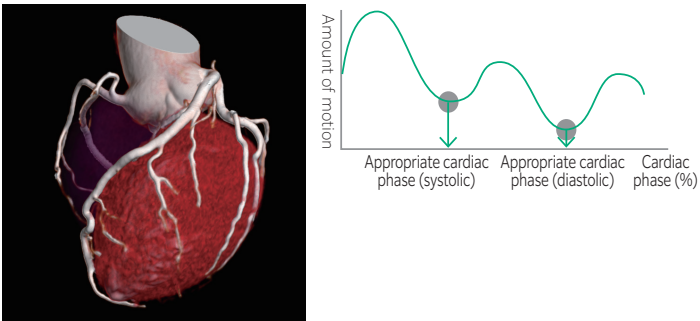 Amount of motion
Appropriate cardiac
phase (systolic)
Appropriate cardiac
phase (diastolic)
Cardiac
phase (%)